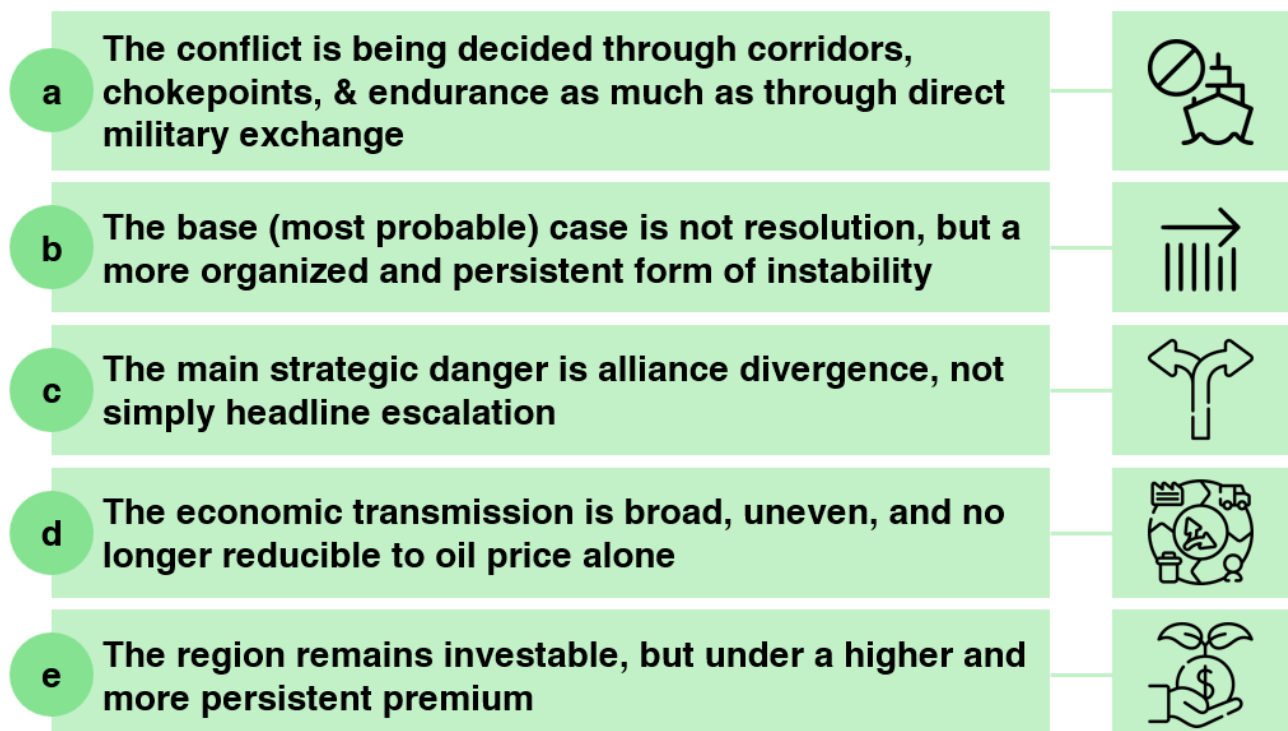 a
The conflict is being decided through corridors,
chokepoints, & endurance as much as through direct
military exchange
b
The base (most probable) case is not resolution, but a
more organized and persistent form of instability
c
The main strategic danger is alliance divergence, not
simply headline escalation
d
The economic transmission is broad, uneven, and no
longer reducible to oil price alone
e
The region remains investable, but under a higher and
more persistent premium
$